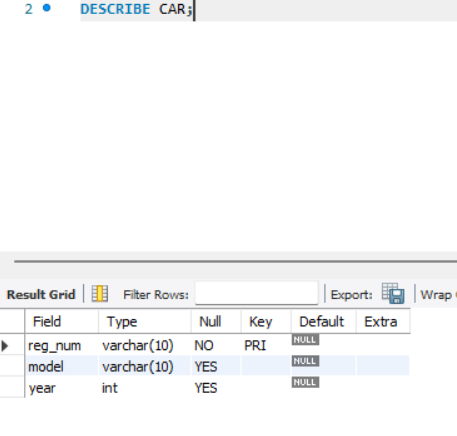 2 DESCRIBE CAR;
Result Grid Filter Rows: Export: Wrap
Field Type Null Key Default Extra
reg_num varchar(10) NO PRI NULL
model varchar(10) YES NULL
year int YES NULL